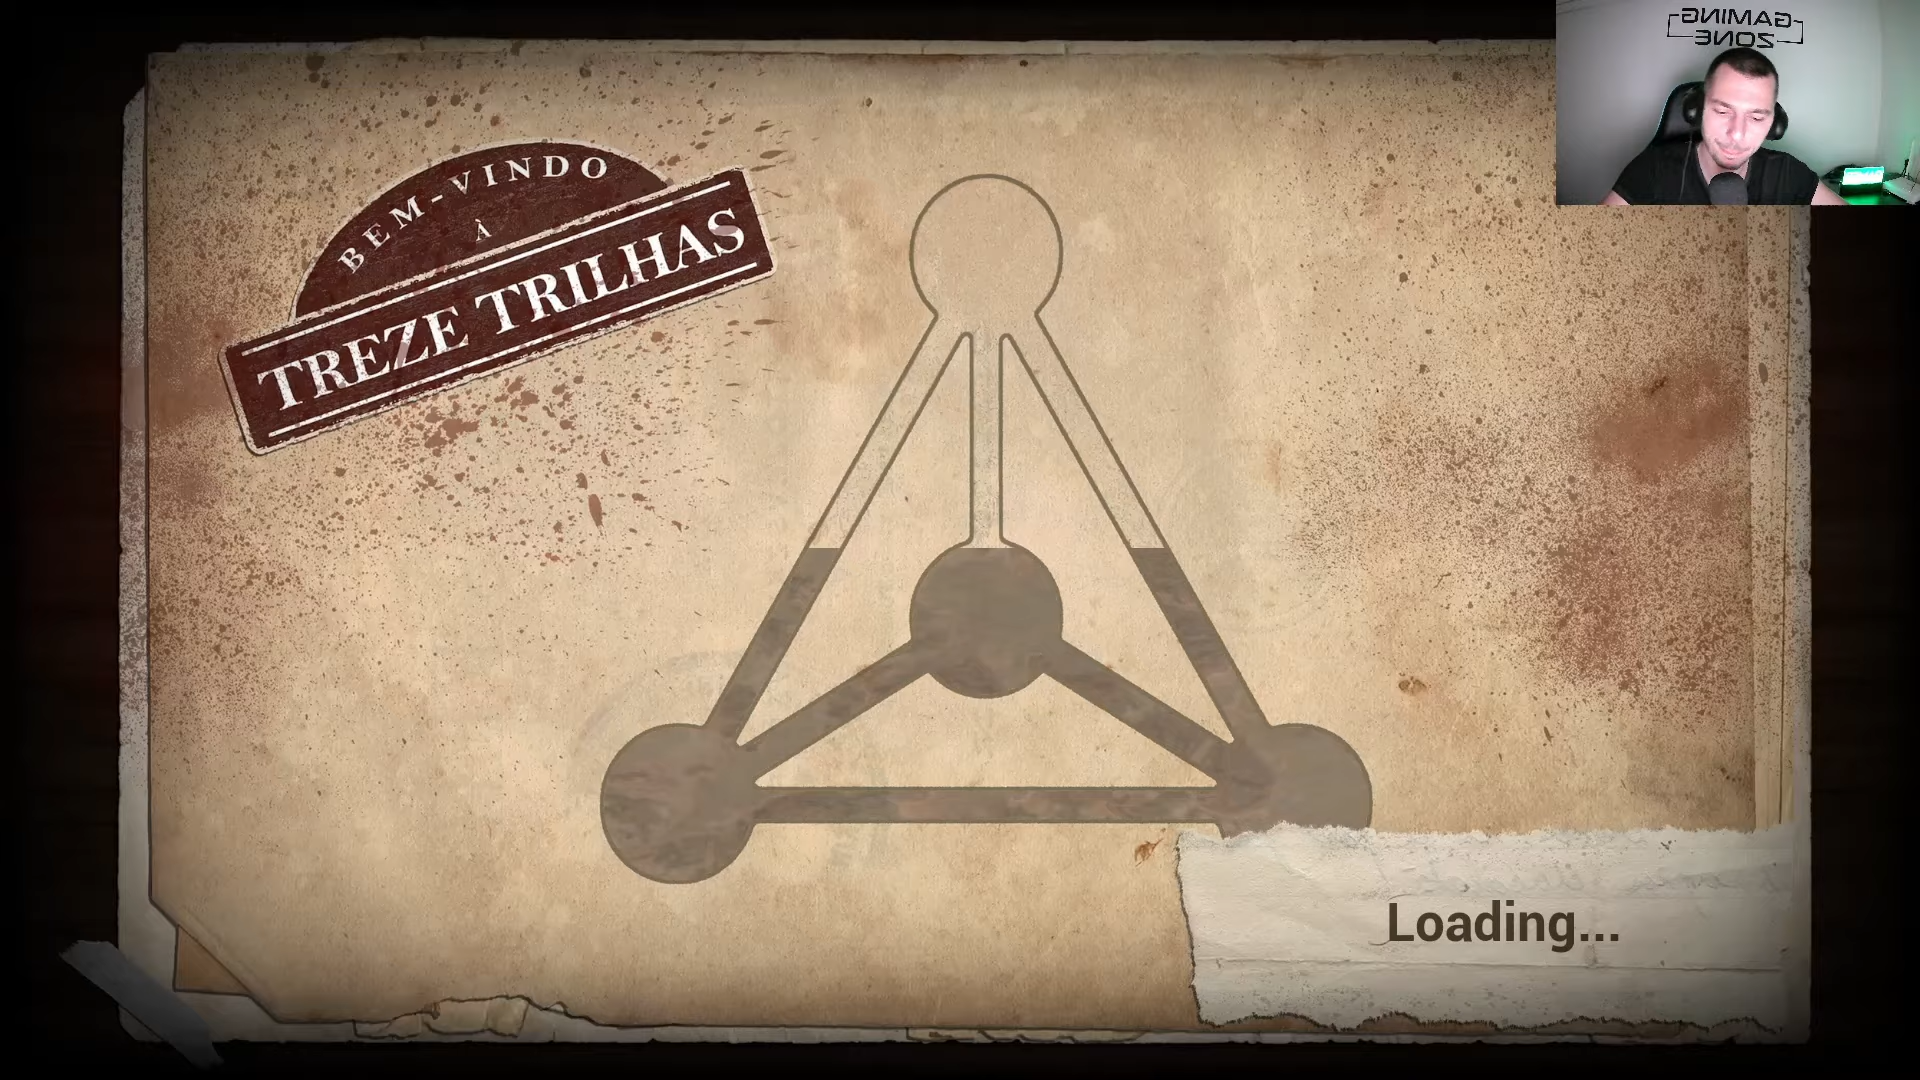 BEM-VINDO
À
TREZE TRILHAS
GAMING
ZONE
Loading...